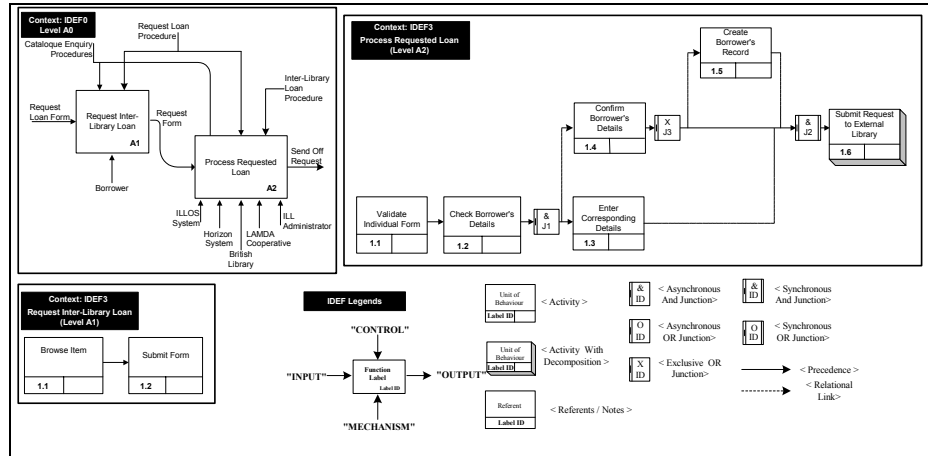 Context: IDEF0
Level A0
Request Loan
Procedure
Catalogue Enquiry
Procedures
Inter-Library
Loan
Procedure
Request
Loan Form
Request Inter-
Library Loan
A1
Request
Form
Process Requested
Loan
A2
Send Off
Request
Borrower
ILLOS
System
Horizon
System
British
Library
LAMDA
Cooperative
ILL
Administrator
Context: IDEF3
Process Requested Loan
(Level A2)
Create
Borrower's
Record
1.5
Confirm
Borrower's
Details
1.4
X
J3
&
J2
Submit Request
to External
Library
1.6
Validate
Individual Form
1.1
Check Borrower's
Details
1.2
&
J1
Enter
Corresponding
Details
1.3
Context: IDEF3
Request Inter-Library Loan
(Level A1)
Browse Item
1.1
Submit Form
1.2
IDEF Legends
"CONTROL"
"INPUT"
Function
Label
Label ID
"OUTPUT"
"MECHANISM"
Unit of
Behaviour
Label ID
< Activity >
Unit of
Behaviour
Label ID
< Activity With
Decomposition >
Referent
Label ID
< Referents / Notes >
&
ID
< Asynchronous
And Junction>
O
ID
< Asynchronous
OR Junction>
X
ID
< Exclusive OR
Junction>
&
ID
< Synchronous
And Junction>
O
ID
< Synchronous
OR Junction>
< Precedence >
< Relational
Link>